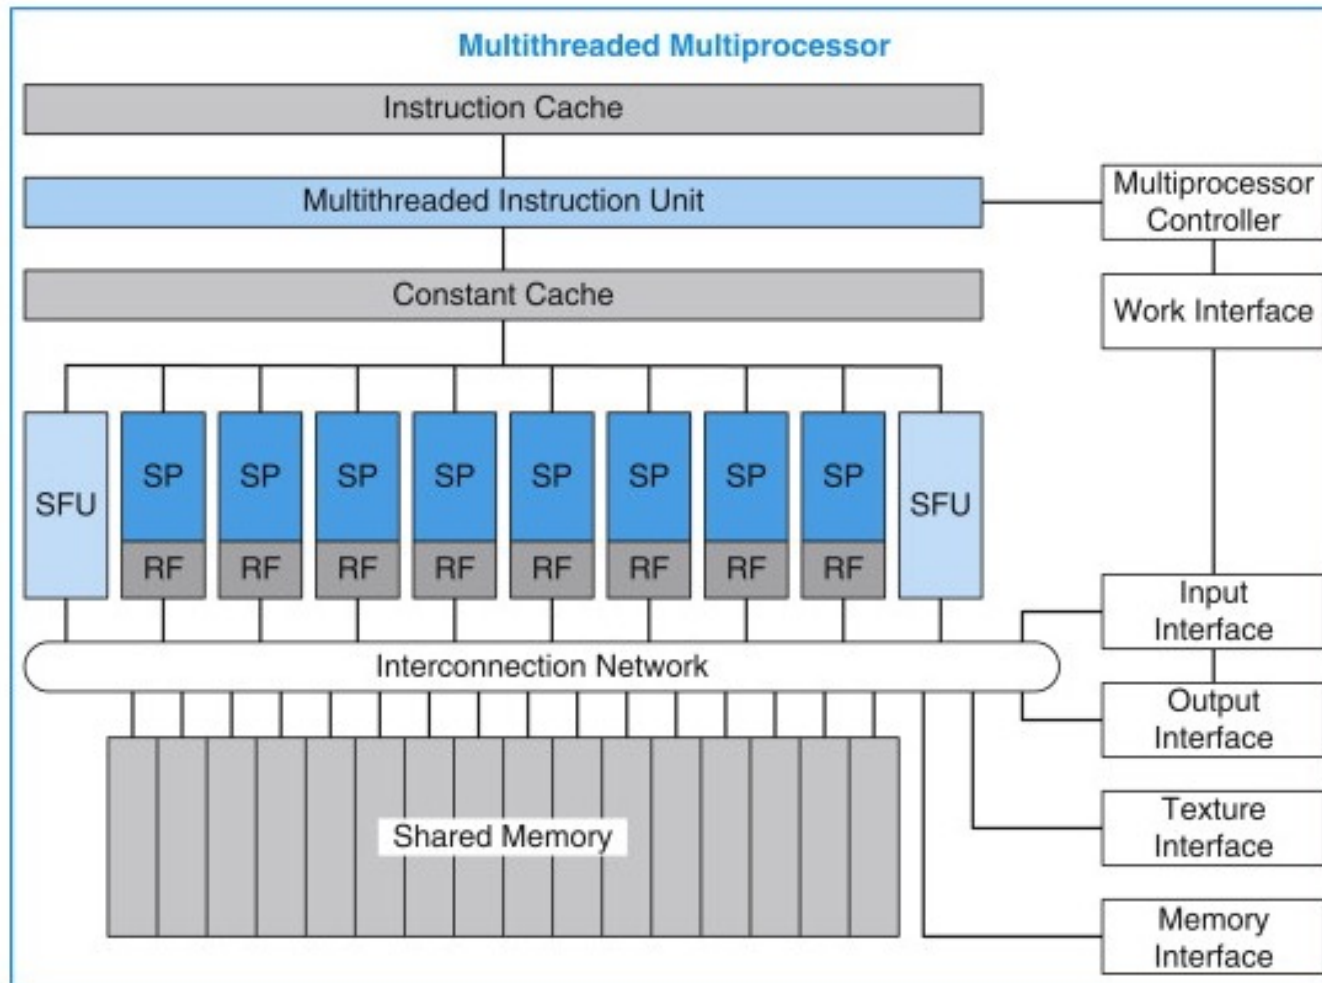 Multithreaded Multiprocessor
Instruction Cache
Multithreaded Instruction Unit
Multiprocessor
Controller
Constant Cache
Work Interface
SFU
SP
SP
SP
SP
SP
SP
SP
SP
SFU
RF
RF
RF
RF
RF
RF
RF
RF
Input
Interface
Interconnection Network
Output
Interface
Shared Memory
Texture
Interface
Memory
Interface